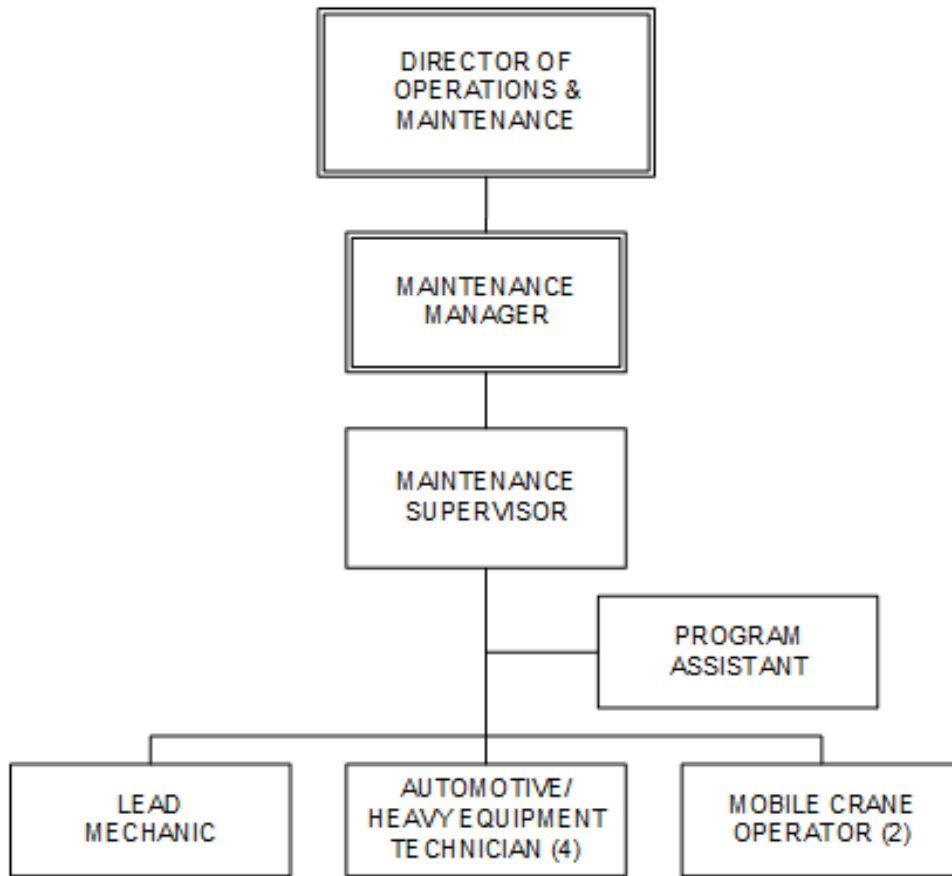 DIRECTOR OF
OPERATIONS &
MAINTENANCE
MAINTENANCE
MANAGER
MAINTENANCE
SUPERVISOR
PROGRAM
ASSISTANT
LEAD
MECHANIC
AUTOMOTIVE/
HEAVY EQUIPMENT
TECHNICIAN (4)
MOBILE CRANE
OPERATOR (2)